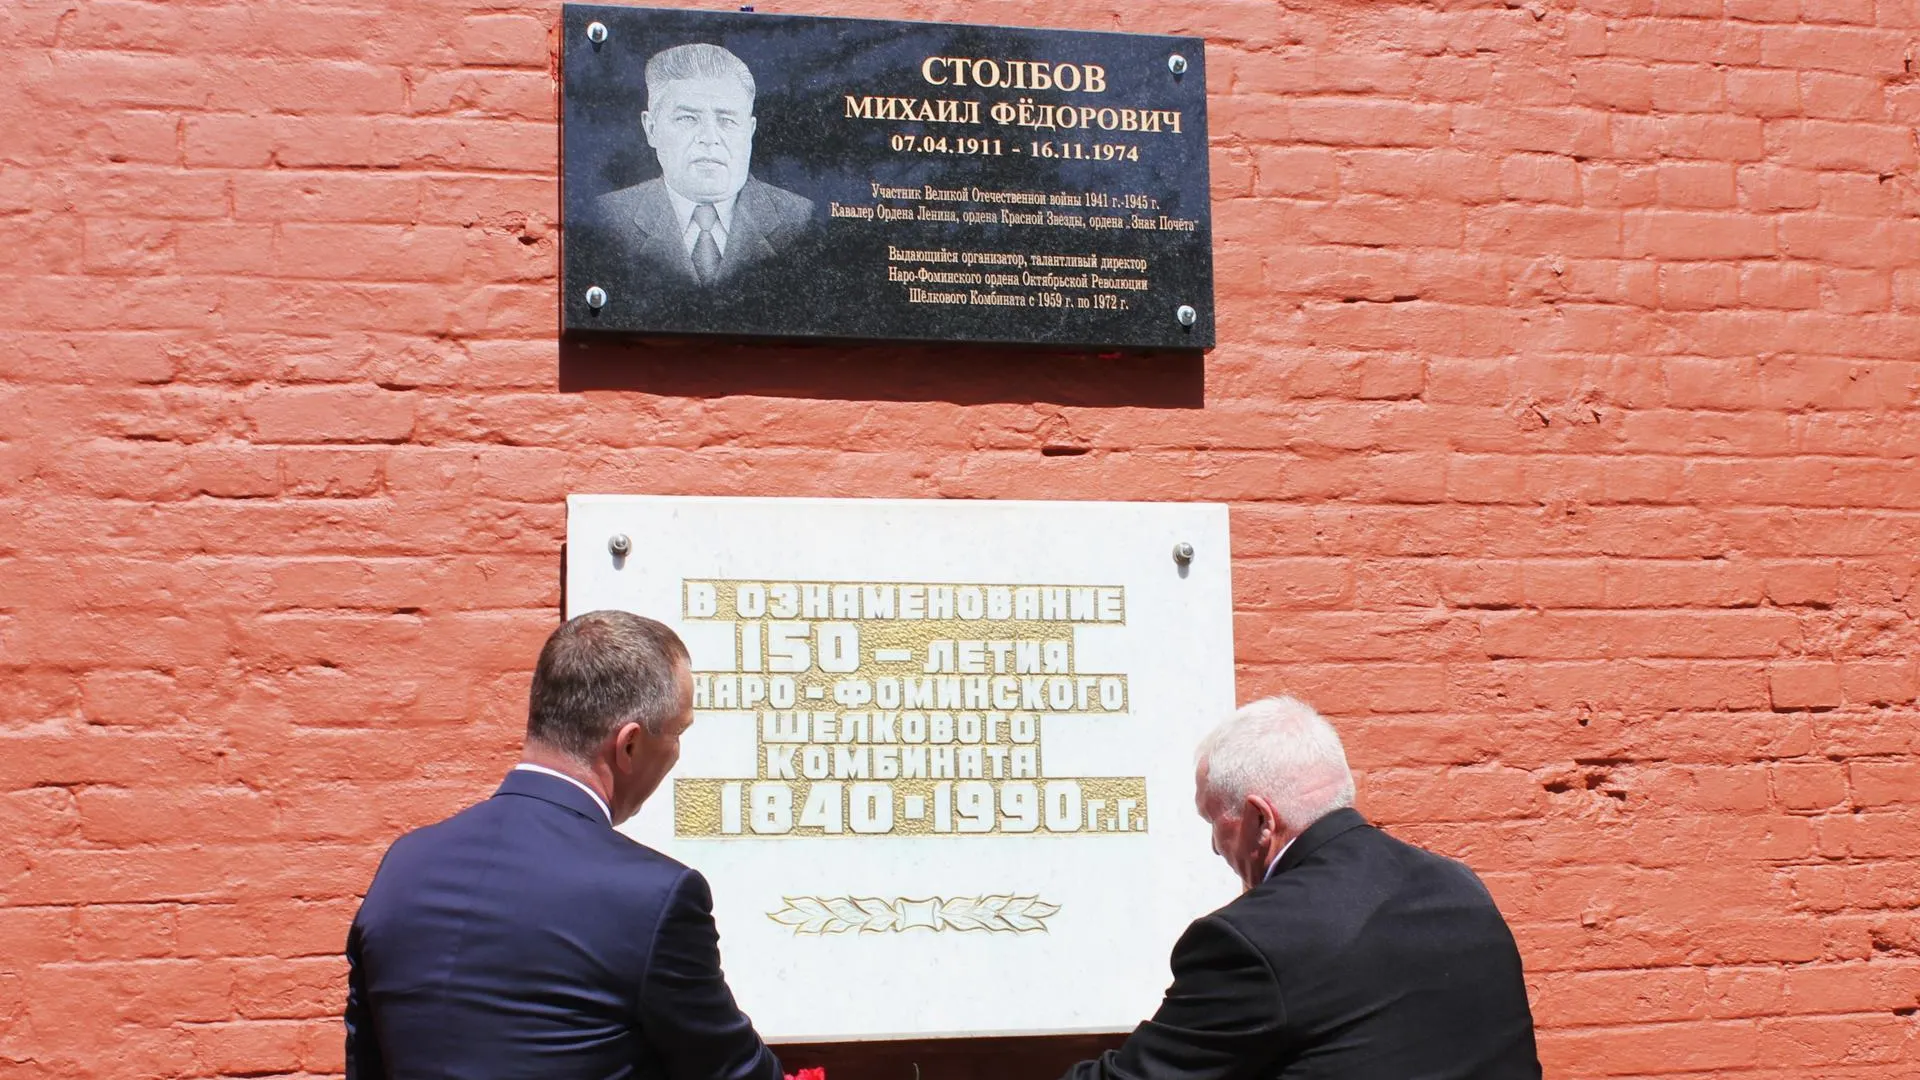 СТОЛБОВ
МИХАИЛ ФЁДОРОВИЧ
07.04.1911 - 16.11.1974
Участник Великой Отечественной войны 1941 г.-1945 г.
Кавалер Ордена Ленина, ордена Красной Звезды, ордена „Знак Почёта"
Выдающийся организатор, талантливый директор
Наро-Фоминского ордена Октябрьской Революции
Шёлкового Комбината с 1959 г. по 1972 г.
В ОЗНАМЕНОВАНИЕ
150 - ЛЕТИЯ
НАРО - ФОМИНСКОГО
ШЕЛКОВОГО
КОМБИНАТА
1840 · 1990 г.г.